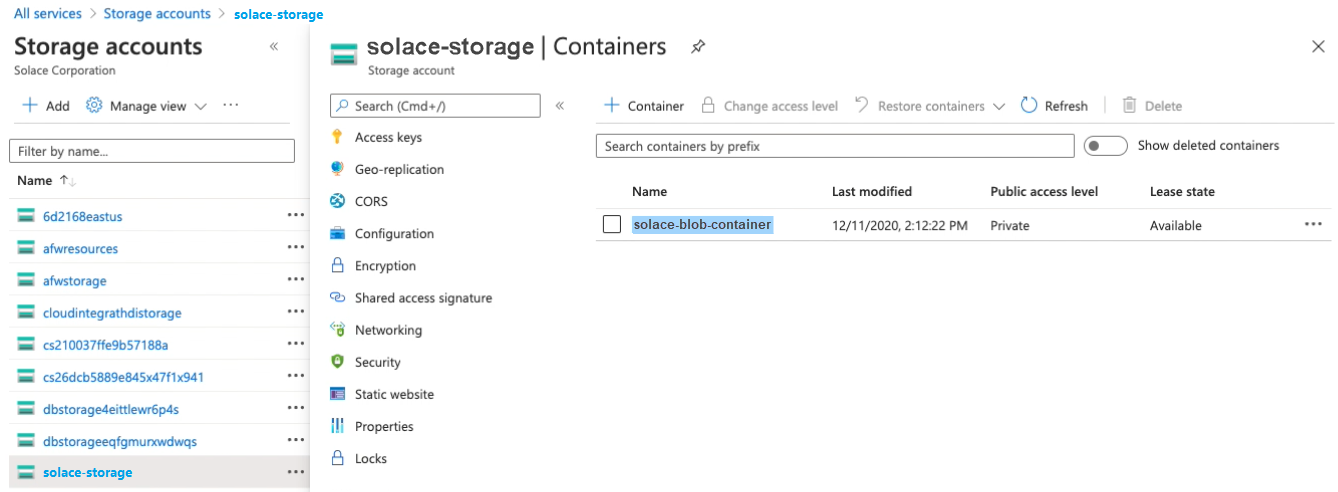 All services > Storage accounts > solace-storage
Storage accounts «
Solace Corporation
+ Add Manage view ...
Filter by name...
Name ↑↓
6d2168eastus ...
afwresources ...
afwstorage ...
cloudintegrathdistorage ...
cs210037ffe9b57188a ...
cs26dcb5889e845x47f1x941 ...
dbstorage4eittlewr6p4s ...
dbstorageeqfgmurxwdwqs ...
solace-storage ...
solace-storage | Containers
Storage account
Search (Cmd+/) «
Access keys
Geo-replication
CORS
Configuration
Encryption
Shared access signature
Networking
Security
Static website
Properties
Locks
+ Container Change access level Restore containers Refresh | Delete
Search containers by prefix Show deleted containers
Name Last modified Public access level Lease state
solace-blob-container 12/11/2020, 2:12:22 PM Private Available ...